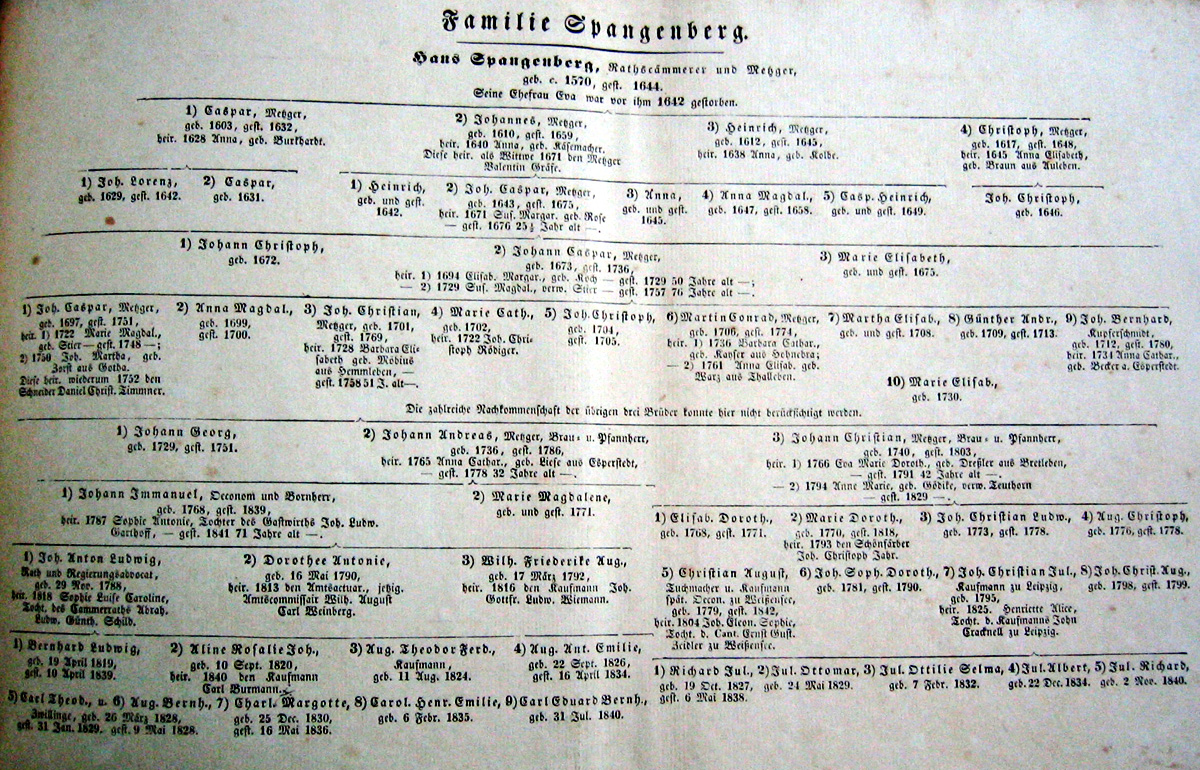 Familie Spangenberg.
Hans Spangenberg, Rathscämmerer und Metzger,
geb. c. 1570, gest. 1644.
Seine Ehefrau Eva war vor ihm 1642 gestorben.
1) Caspar, Metzger,
geb. 1603, gest. 1632,
heir. 1628 Anna, geb. Burkhardt.
2) Johannes, Metzger,
geb. 1610, gest. 1659,
heir. 1640 Anna, geb. Käsemacher.
Diese heir. als Wittwe 1671 den Metzger
Valentin Gräfe.
3) Heinrich, Metzger,
geb. 1612, gest. 1645,
heir. 1638 Anna, geb. Kolbe.
4) Christoph, Metzger,
geb. 1617, gest. 1648,
heir. 1645 Anna Elisabeth,
geb. Braun aus Auleben.
1) Joh. Lorenz,
geb. 1629, gest. 1642.
2) Caspar,
geb. 1631.
1) Heinrich,
geb. und gest.
1642.
2) Joh. Caspar, Metzger,
geb. 1643, gest. 1675,
heir. 1671 Sus. Margar. geb. Rose
— gest. 1676 25½ Jahr alt —.
3) Anna,
geb. und gest.
1645.
4) Anna Magdal.,
geb. 1647, gest. 1658.
5) Casp. Heinrich,
geb. und gest. 1649.
Joh. Christoph,
geb. 1646.
1) Johann Christoph,
geb. 1672.
2) Johann Caspar, Metzger,
geb. 1673, gest. 1736,
heir. 1) 1694 Elisab. Margar., geb. Koch — gest. 1729 50 Jahre alt —;
— 2) 1729 Sus. Magdal., verw. Stier — gest. 1757 76 Jahre alt —.
3) Marie Elisabeth,
geb. und gest. 1675.
1) Joh. Caspar, Metzger,
geb. 1697, gest. 1751,
heir. 1) 1722 Marie Magdal.,
geb. Stier — gest. 1748 —;
2) 1750 Joh. Martha, geb.
Zorst aus Gotha.
Diese heir. wiederum 1752 den
Schneider Daniel Christ. Timmner.
2) Anna Magdal.,
geb. 1699,
gest. 1700.
3) Joh. Christian,
Metzger, geb. 1701,
gest. 1769,
heir. 1728 Barbara Eli-
sabeth geb. Möbius
aus Hemmleben, —
gest. 1758 51 J. alt—.
4) Marie Cath.,
geb. 1702,
heir. 1722 Joh. Chri-
stoph Rödiger.
5) Joh. Christoph,
geb. 1704,
gest. 1705.
6) Martin Conrad, Metzger,
geb. 1706, gest. 1774,
heir. 1) 1736 Barbara Cathar.,
geb. Kayser aus Hebnebra;
— 2) 1761 Anna Elisab. geb.
Warz aus Thalleben.
7) Martha Elisab.,
geb. und gest. 1708.
8) Günther Andr.,
geb. 1709, gest. 1713.
9) Joh. Bernhard,
Kupferschmidt,
geb. 1712, gest. 1780,
heir. 1734 Anna Cathar.,
geb. Becker a. Esperstedt.
10) Marie Elisab.,
geb. 1730.
Die zahlreiche Nachkommenschaft der übrigen drei Brüder konnte hier nicht berücksichtigt werden.
1) Johann Georg,
geb. 1729, gest. 1751.
2) Johann Andreas, Metzger, Brau- u. Pfannherr,
geb. 1736, gest. 1786,
heir. 1765 Anna Cathar., geb. Liese aus Esperstedt,
— gest. 1778 32 Jahre alt —.
3) Johann Christian, Metzger, Brau- u. Pfannherr,
geb. 1740, gest. 1803,
heir. 1) 1766 Eva Marie Doroth., geb. Dreßler aus Bretleben,
— gest. 1791 42 Jahre alt —.
— 2) 1794 Anne Marie, geb. Gödike, verw. Teuthorn
— gest. 1829 —.
1) Johann Immanuel, Oeconom und Bornherr,
geb. 1768, gest. 1839,
heir. 1787 Sophie Antonie, Tochter des Gastwirths Joh. Ludw.
Garthoff, — gest. 1841 71 Jahre alt —.
2) Marie Magdalene,
geb. und gest. 1771.
1) Elisab. Doroth.,
geb. 1768, gest. 1771.
2) Marie Doroth.,
geb. 1770, gest. 1818,
heir. 1793 den Schönfärber
Joh. Christoph Jahr.
3) Joh. Christian Ludw.,
geb. 1773, gest. 1778.
4) Aug. Christoph,
geb. 1776, gest. 1778.
1) Joh. Anton Ludwig,
Rath und Regierungsadvocat,
geb. 29 Nov. 1788,
heir. 1818 Sophie Luise Caroline,
Tocht. des Cammerraths Abrah.
Ludw. Günth. Schild.
2) Dorothee Antonie,
geb. 16 Mai 1790,
heir. 1813 den Amtsactuar., jetzig.
Amtscommissair Wilh. August
Carl Weinberg.
3) Wilh. Friederike Aug.,
geb. 17 März 1792,
heir. 1816 den Kaufmann Joh.
Gottfr. Ludw. Wiemann.
5) Christian August,
Tuchmacher u. Kaufmann
spät. Oecon. zu Weißensee,
geb. 1779, gest. 1842,
heir. 1804 Joh. Eleon. Sophie,
Tocht. d. Cant. Ernst Gust.
Zeidler zu Weißensee.
6) Joh. Soph. Doroth.,
geb. 1781, gest. 1790.
7) Joh. Christian Jul.,
Kaufmann zu Leipzig,
geb. 1795,
heir. 1825. Henriette Alice,
Tocht. d. Kaufmanns John
Cracknell zu Leipzig.
8) Joh. Christ. Aug.,
geb. 1798, gest. 1799.
1) Bernhard Ludwig,
geb. 19 April 1819,
gest. 10 April 1839.
2) Aline Rosalie Joh.,
geb. 10 Sept. 1820,
heir. 1840 den Kaufmann
Carl Burmann.
3) Aug. Theodor Ferd.,
Kaufmann,
geb. 11 Aug. 1824.
4) Aug. Ant. Emilie,
geb. 22 Sept. 1826,
gest. 16 April 1834.
5) Carl Theod., u. 6) Aug. Bernh.,
Zwillinge, geb. 26 März 1828,
gest. 31 Jan. 1829. gest. 9 Mai 1828.
7) Charl. Margotte,
geb. 25 Dec. 1830,
gest. 16 Mai 1836.
8) Carol. Henr. Emilie,
geb. 6 Febr. 1835.
9) Carl Eduard Bernh.,
geb. 31 Jul. 1840.
1) Richard Jul.,
geb. 19 Oct. 1827,
gest. 6 Mai 1838.
2) Jul. Ottomar,
geb. 24 Mai 1829.
3) Jul. Ottilie Selma,
geb. 7 Febr. 1832.
4) Jul. Albert,
geb. 22 Dec. 1834.
5) Jul. Richard,
geb. 2 Nov. 1840.